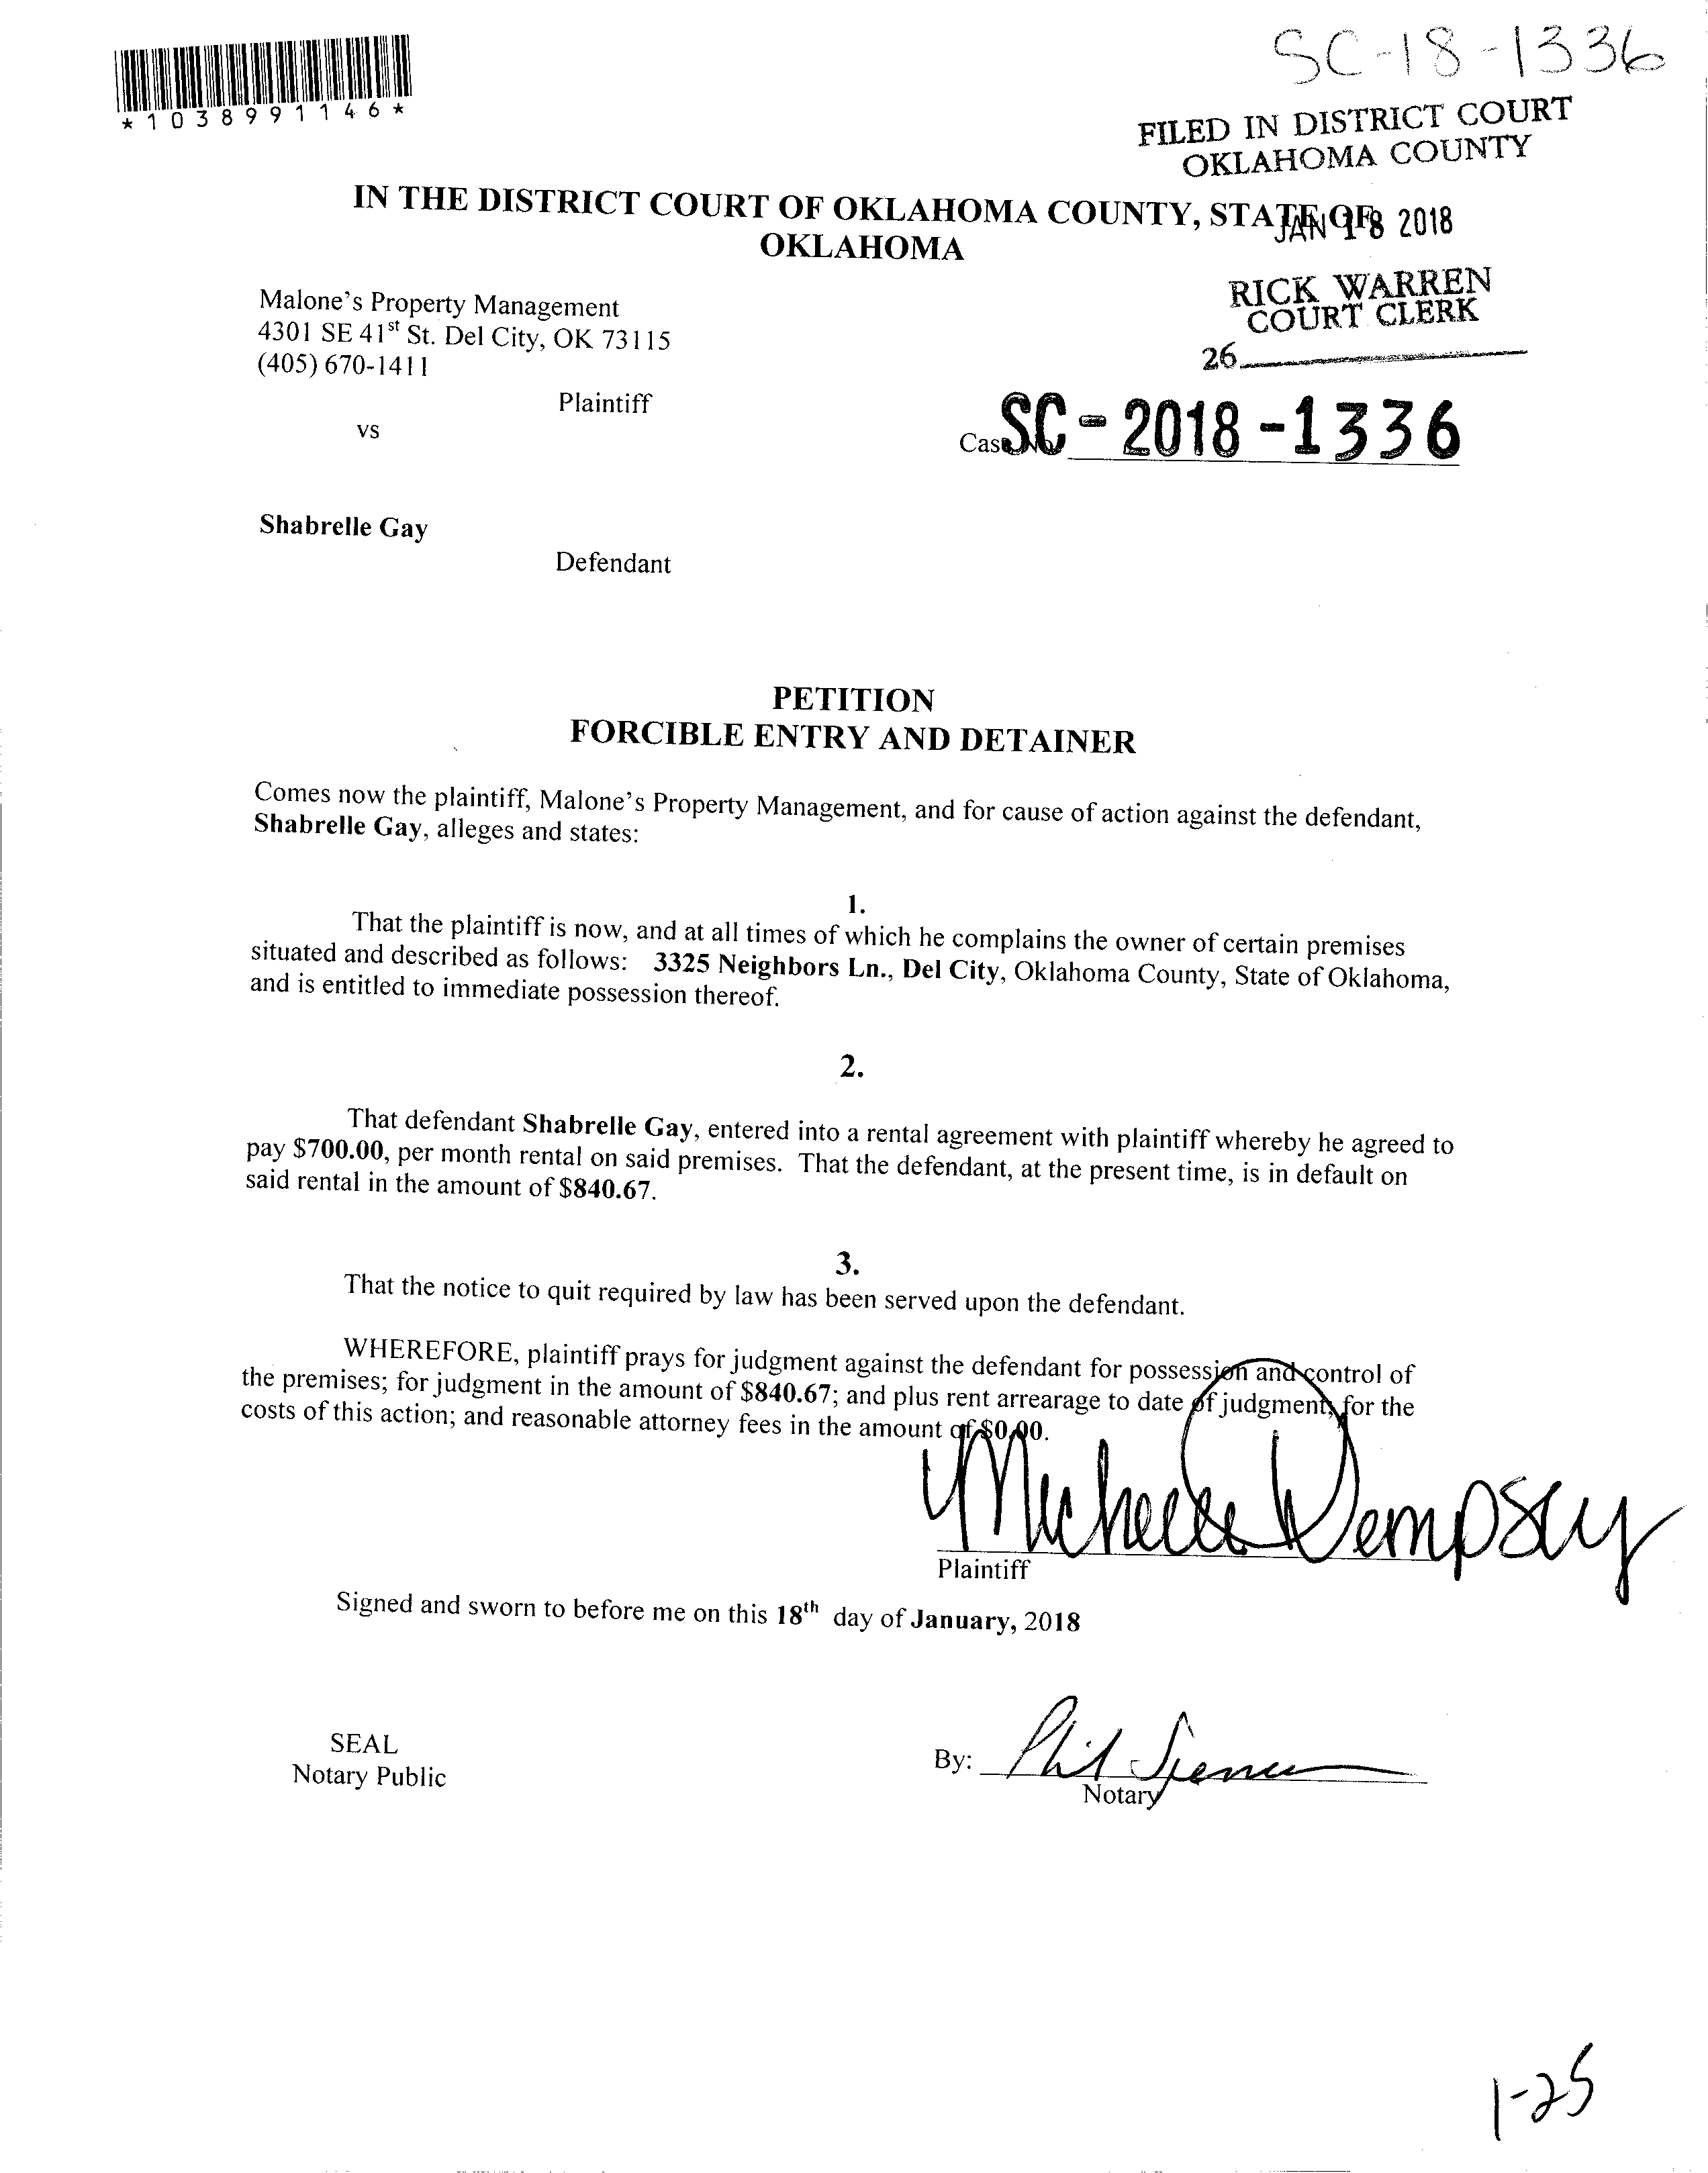 SC-18-1336
*1038991146*
FILED IN DISTRICT COURT
OKLAHOMA COUNTY
IN THE DISTRICT COURT OF OKLAHOMA COUNTY, STATE OF
JAN 18 2018
OKLAHOMA
RICK WARREN
COURT CLERK
26
Malone's Property Management
4301 SE 41st St. Del City, OK 73115
(405) 670-1411
Plaintiff
vs
Case No. SC-2018-1336
Shabrelle Gay
Defendant
PETITION
FORCIBLE ENTRY AND DETAINER
Comes now the plaintiff, Malone's Property Management, and for cause of action against the defendant,
Shabrelle Gay, alleges and states:
1.
That the plaintiff is now, and at all times of which he complains the owner of certain premises
situated and described as follows: 3325 Neighbors Ln., Del City, Oklahoma County, State of Oklahoma,
and is entitled to immediate possession thereof.
2.
That defendant Shabrelle Gay, entered into a rental agreement with plaintiff whereby he agreed to
pay $700.00, per month rental on said premises. That the defendant, at the present time, is in default on
said rental in the amount of $840.67.
3.
That the notice to quit required by law has been served upon the defendant.
WHEREFORE, plaintiff prays for judgment against the defendant for possession and control of
the premises; for judgment in the amount of $840.67; and plus rent arrearage to date of judgment, for the
costs of this action; and reasonable attorney fees in the amount of $0.00.
Michelle Dempsey
Plaintiff
Signed and sworn to before me on this 18th day of January, 2018
SEAL
Notary Public
By: Phil Spencer
Notary
1-25